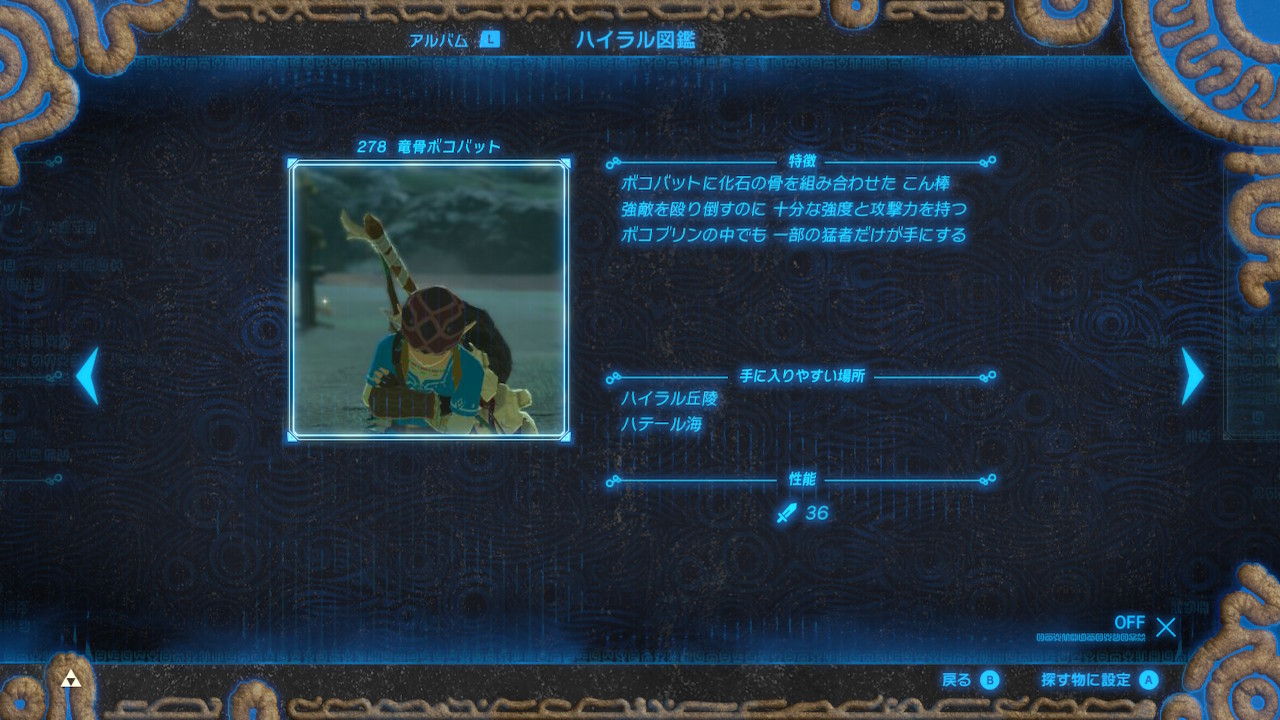 アルバム L
ハイラル図鑑
278 竜骨ボコバット
特徴
ボコバットに化石の骨を組み合わせた こん棒
強敵を殴り倒すのに 十分な強度と攻撃力を持つ
ボコブリンの中でも 一部の猛者だけが手にする
手に入りやすい場所
ハイラル丘陵
ハテール海
性能
36
OFF
戻る B
探す物に設定 A